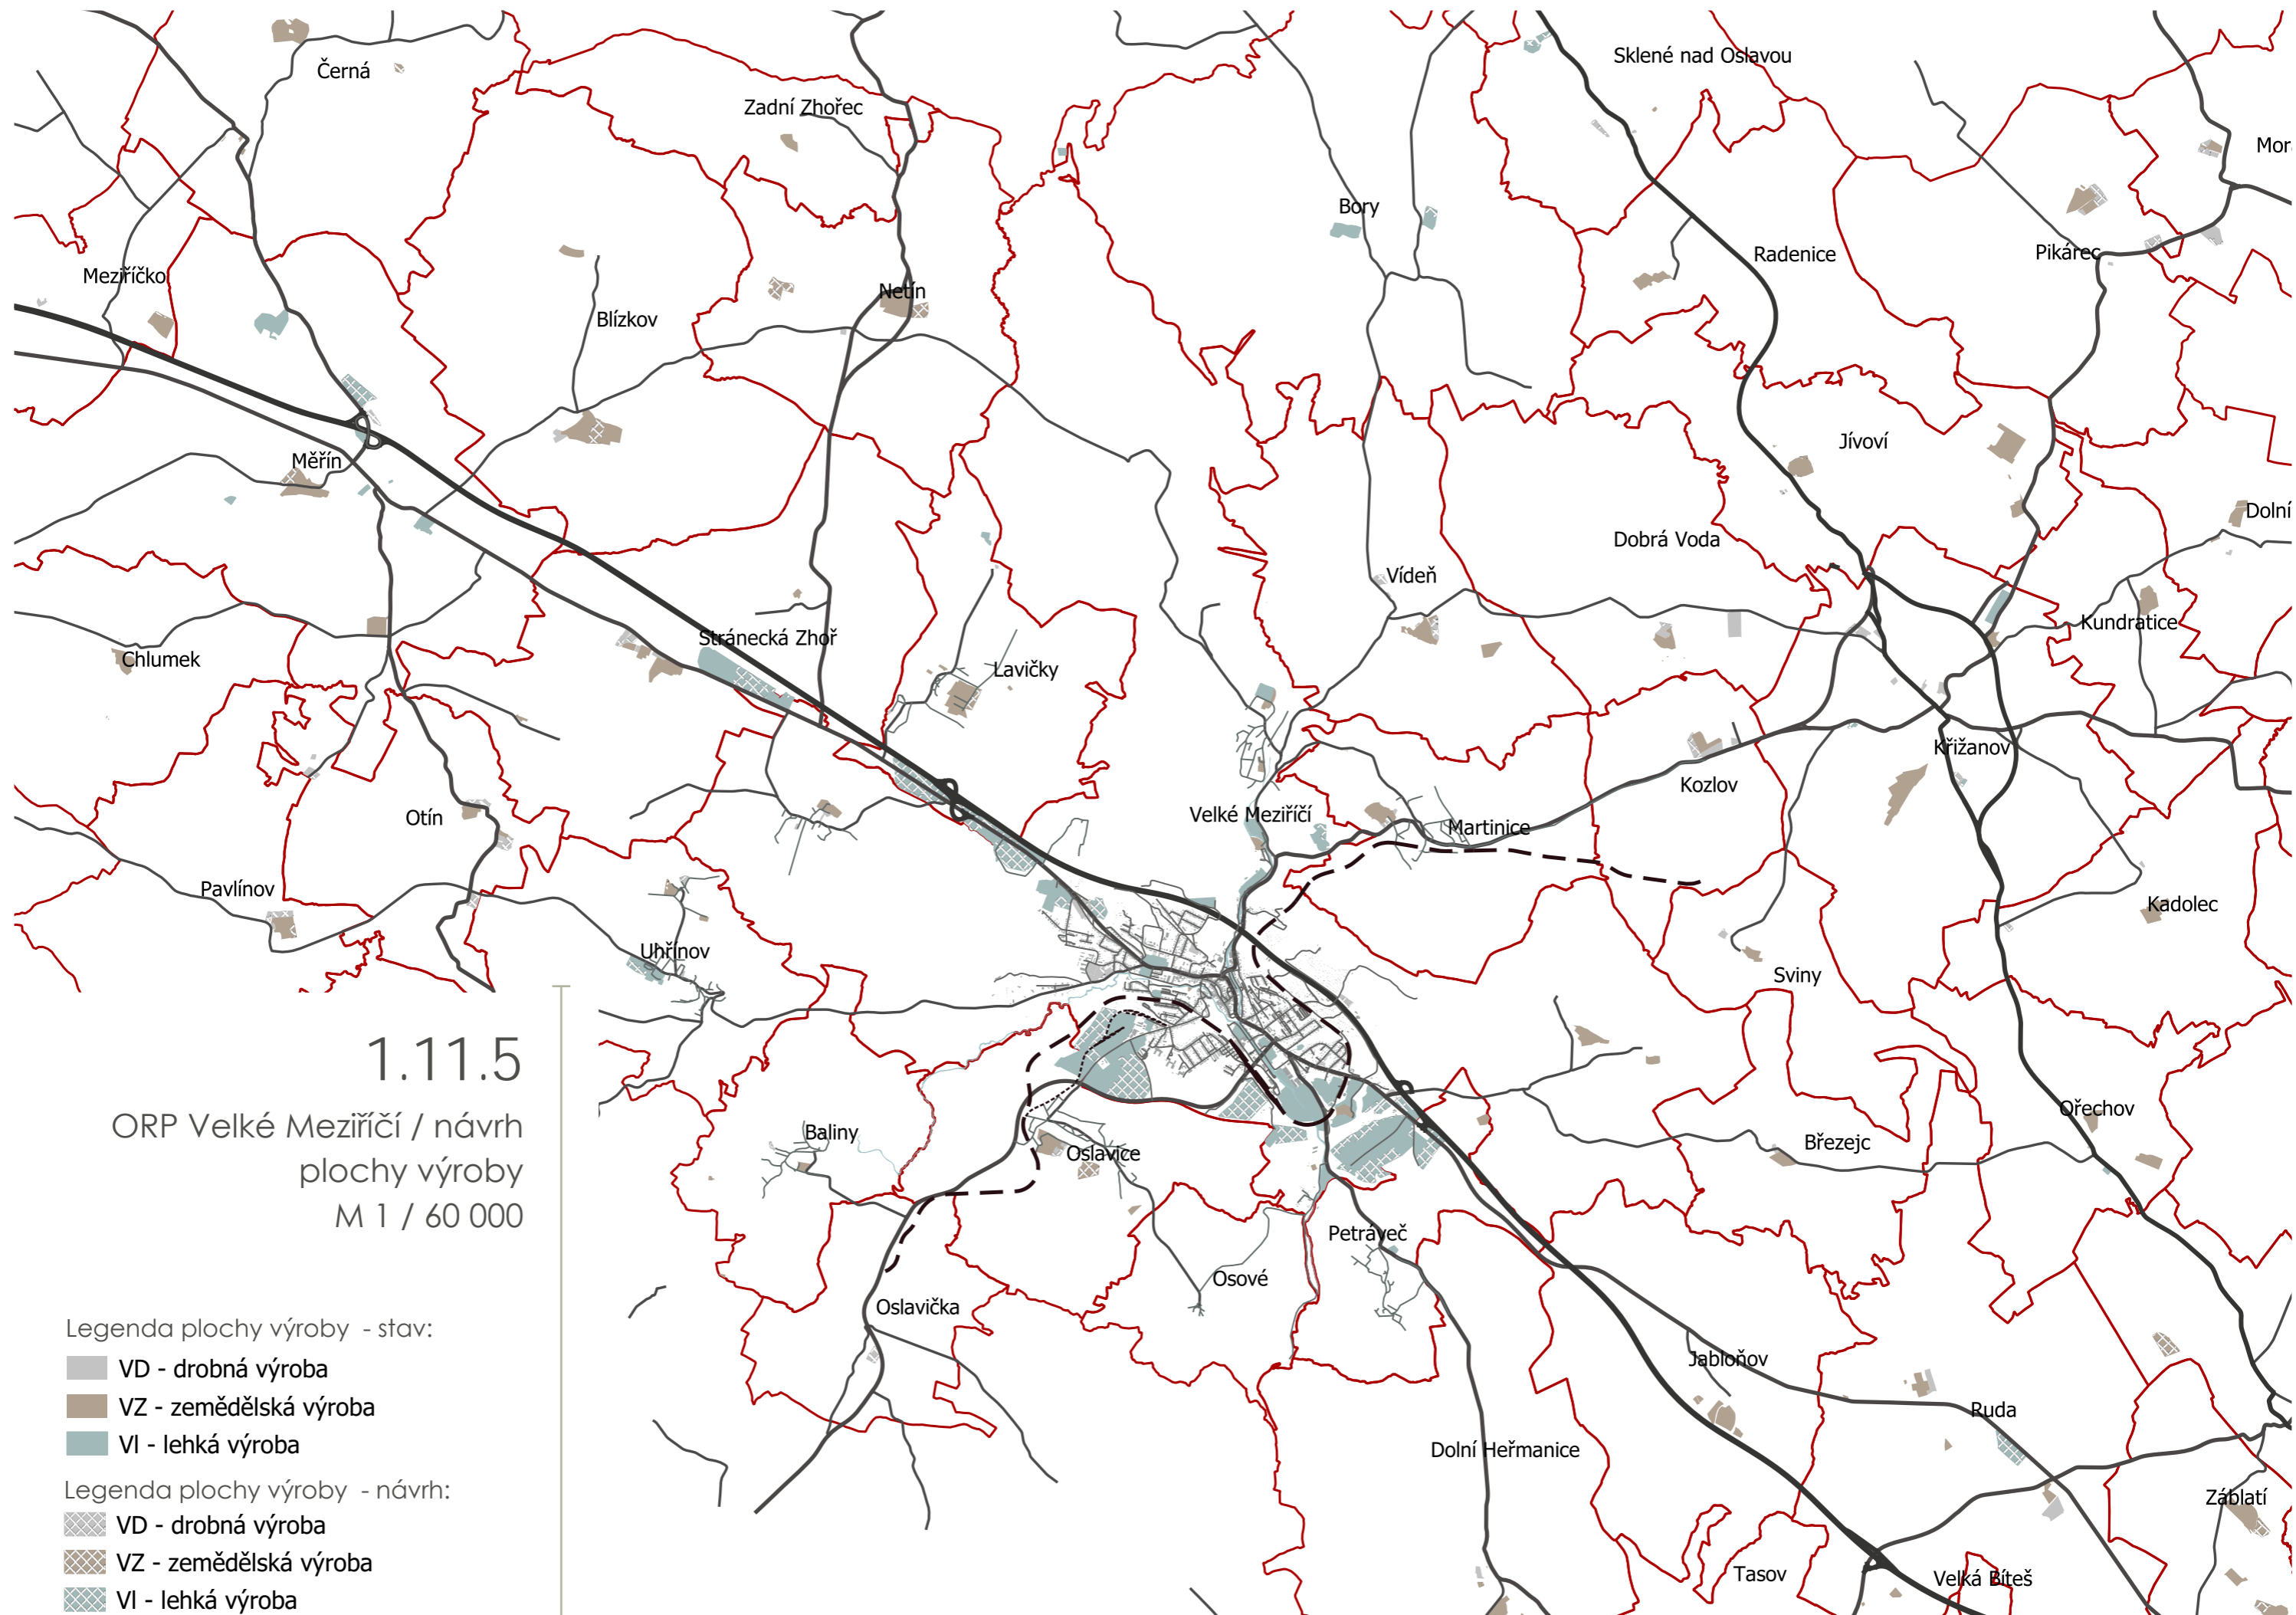 Sklené nad Oslavou
Černá
Zadní Zhořec
Mor
Bory
Radenice
Pikárec
Meziříčko
Netín
Blízkov
Jívoví
Měřín
Dolní
Dobrá Voda
Vídeň
Kundratice
Stránecká Zhoř
Chlumek
Lavičky
Křižanov
Kozlov
Otín
Velké Meziříčí
Martinice
Pavlínov
Kadolec
Uhřínov
Sviny
1.11.5
ORP Velké Meziříčí / návrh
plochy výroby
M 1 / 60 000
Ořechov
Baliny
Oslavice
Březejc
Petráveč
Osové
Oslavička
Jabloňov
Ruda
Dolní Heřmanice
Záblatí
Tasov
Velká Bíteš
Legenda plochy výroby - stav:
VD - drobná výroba
VZ - zemědělská výroba
Vl - lehká výroba
Legenda plochy výroby - návrh:
VD - drobná výroba
VZ - zemědělská výroba
Vl - lehká výroba